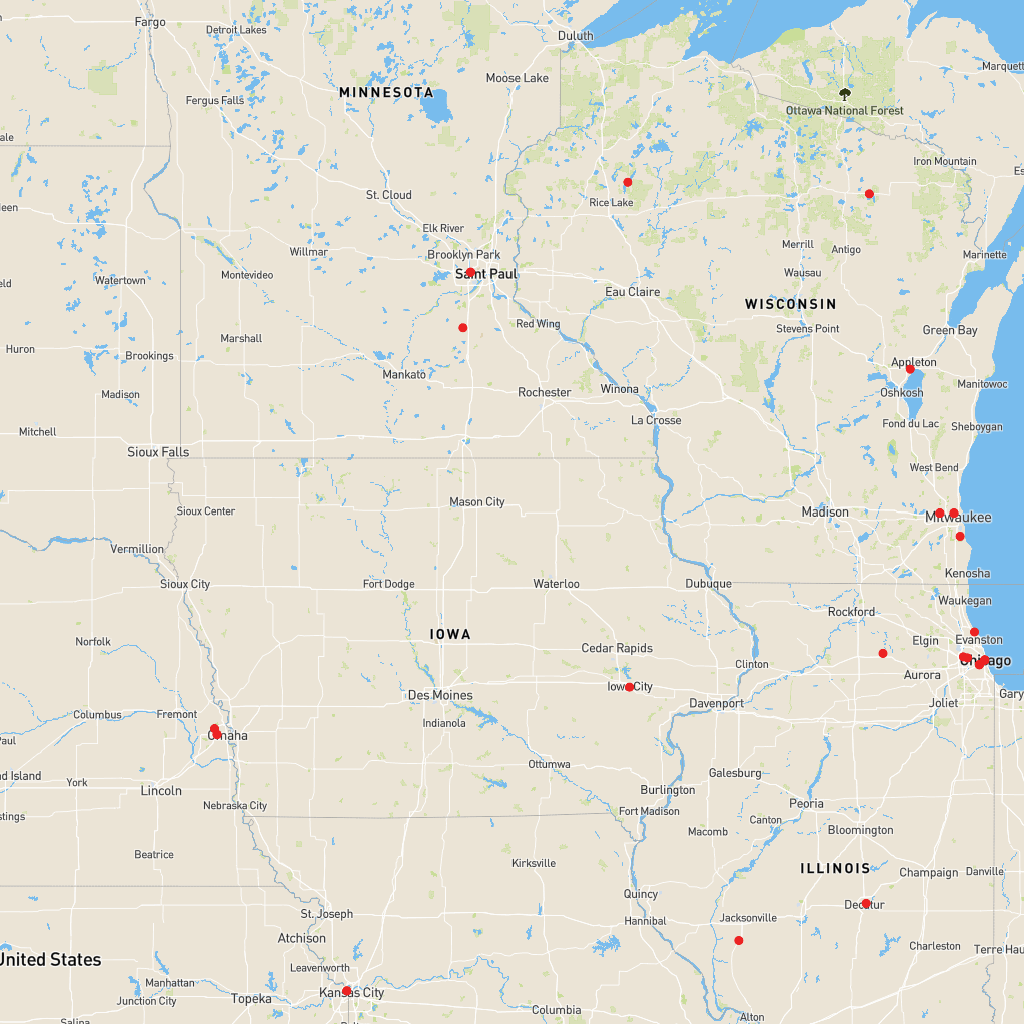 Fargo
Detroit Lakes
Duluth
Marquett
Moose Lake
MINNESOTA
Fergus Falls
Ottawa National Forest
ale
Iron Mountain
Es
St. Cloud
Rice Lake
een
Elk River
Merrill
Antigo
Willmar
Brooklyn Park
Marinette
Saint Paul
Wausau
Montevideo
Watertown
eld
Eau Claire
WISCONSIN
Red Wing
Stevens Point
Green Bay
Marshall
Huron
Brookings
Appleton
Mankato
Manitowoc
Winona
Rochester
Oshkosh
Madison
La Crosse
Fond du Lac
Sheboygan
Mitchell
Sioux Falls
West Bend
Mason City
Sioux Center
Madison
Milwaukee
Vermillion
Kenosha
Sioux City
Fort Dodge
Waterloo
Dubuque
Waukegan
Rockford
IOWA
Norfolk
Elgin
Evanston
Cedar Rapids
Chicago
Clinton
Aurora
Iowa City
Des Moines
Gary
Davenport
Joliet
Columbus
Fremont
Indianola
Omaha
Paul
Ottumwa
Galesburg
nd Island
York
Lincoln
Burlington
Nebraska City
Peoria
Fort Madison
stings
Canton
Macomb
Bloomington
Beatrice
Kirksville
ILLINOIS
Champaign
Danville
Quincy
Decatur
St. Joseph
Hannibal
Jacksonville
Atchison
Charleston
Terre Hau
United States
Leavenworth
Manhattan
Kansas City
Junction City
Topeka
Columbia
Alton
Salina